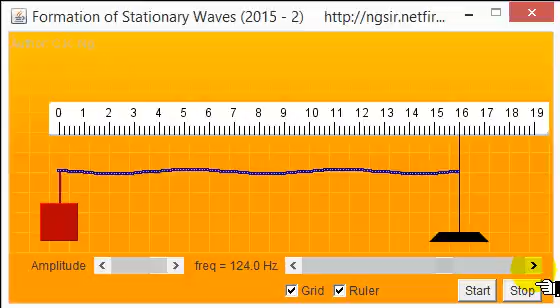 Formation of Stationary Waves (2015 - 2) http://ngsir.netfir...
0 1 2 3 4 5 6 7 8 9 10 11 12 13 14 15 16 17 18 19
Amplitude freq = 124.0 Hz
Grid Ruler Start Stop